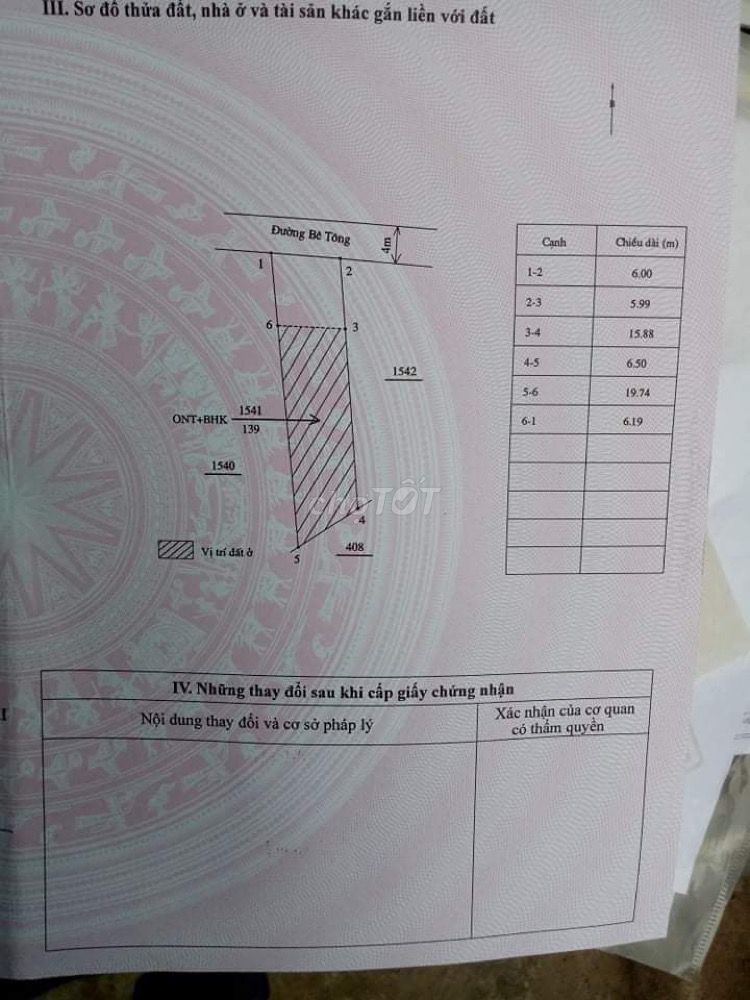 III. Sơ đồ thửa đất, nhà ở và tài sản khác gắn liền với đất
Đường Bê Tông
4m
1
2
6
3
1542
ONT+BHK
1541
139
1540
4
5
408
Vị trí đất ở
Cạnh Chiều dài (m)
1-2 6.00
2-3 5.99
3-4 15.88
4-5 6.50
5-6 19.74
6-1 6.19
chợTỐT
IV. Những thay đổi sau khi cấp giấy chứng nhận
Nội dung thay đổi và cơ sở pháp lý
Xác nhận của cơ quan
có thẩm quyền
I